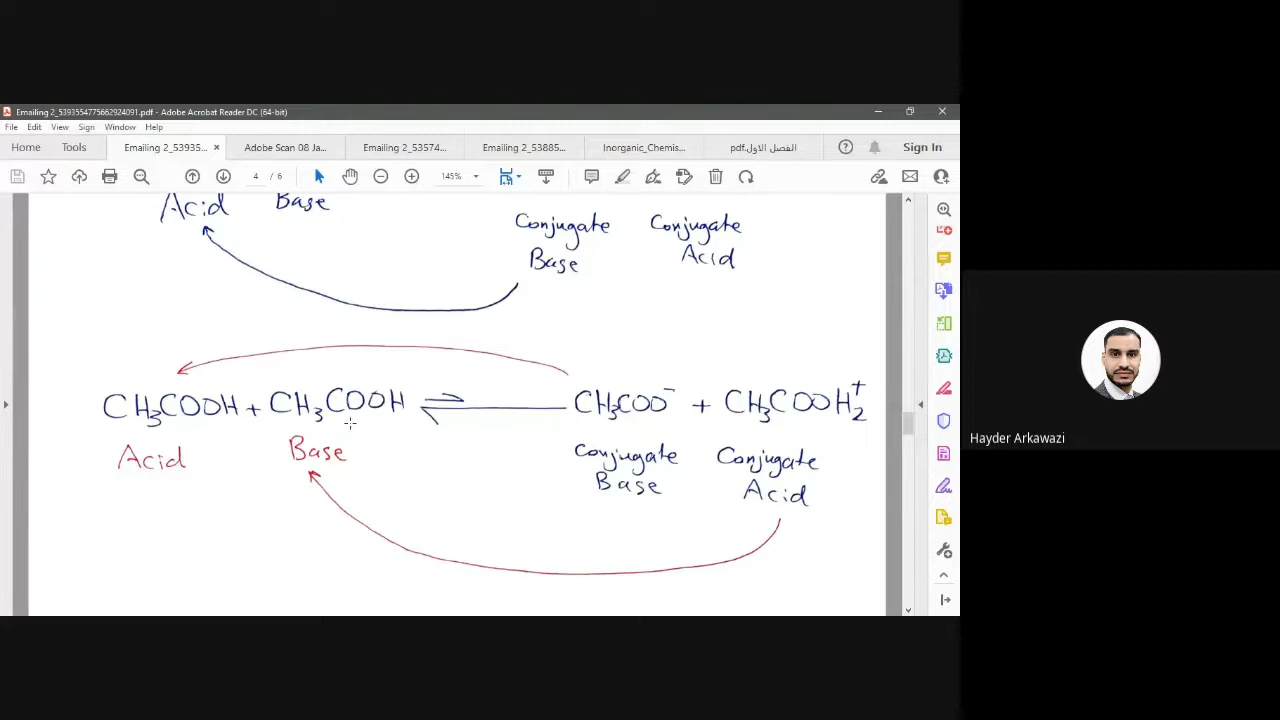 Emailing 2_5393554775662924091.pdf - Adobe Acrobat Reader DC (64-bit)
File Edit View Sign Window Help
Home Tools Emailing 2_53935... × Adobe Scan 08 Ja... Emailing 2_53574... Emailing 2_53885... Inorganic_Chemis... الفصل الاول.pdf Sign In
4 / 6 145%
Acid Base
Conjugate Conjugate
Base Acid
CH₃COOH + CH₃COOH ⇌ CH₃COO⁻ + CH₃COOH₂⁺
Acid Base Conjugate Conjugate
Base Acid
Hayder Arkawazi